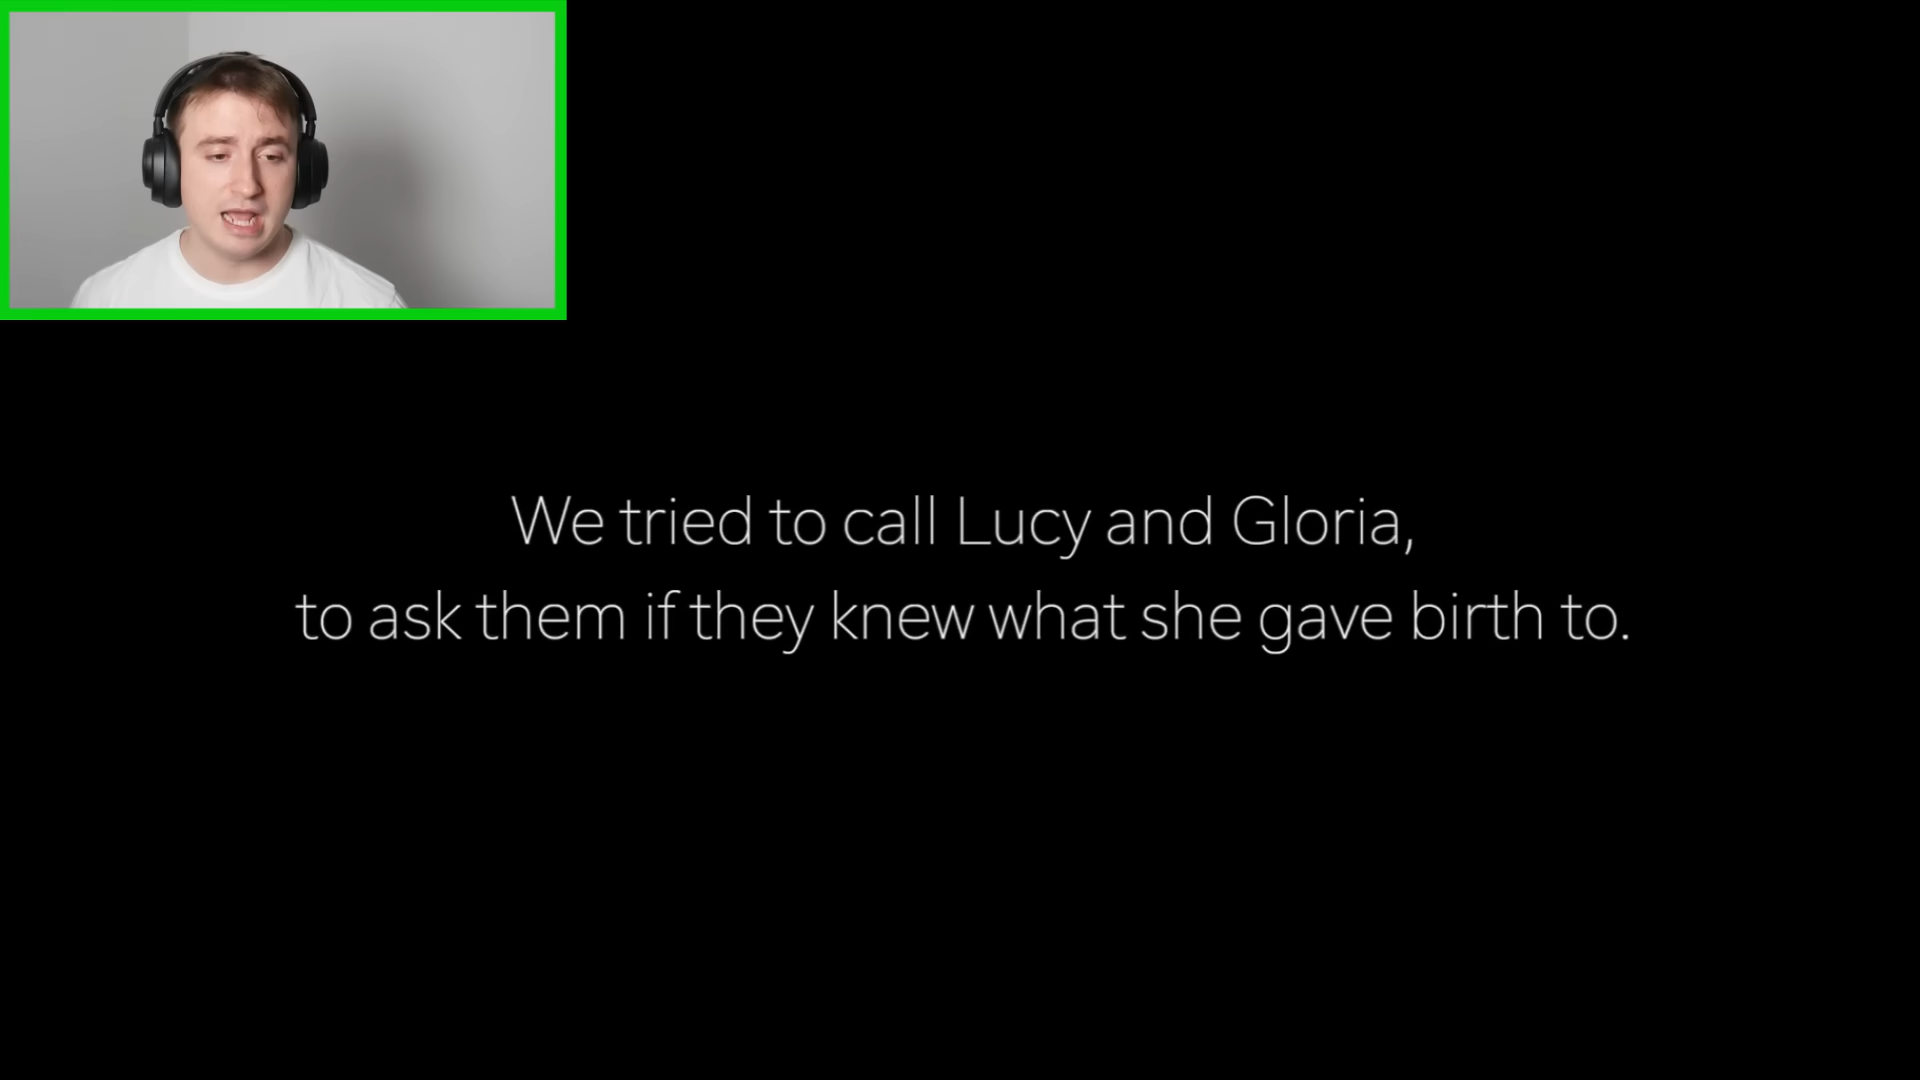 We tried to call Lucy and Gloria,
to ask them if they knew what she gave birth to.